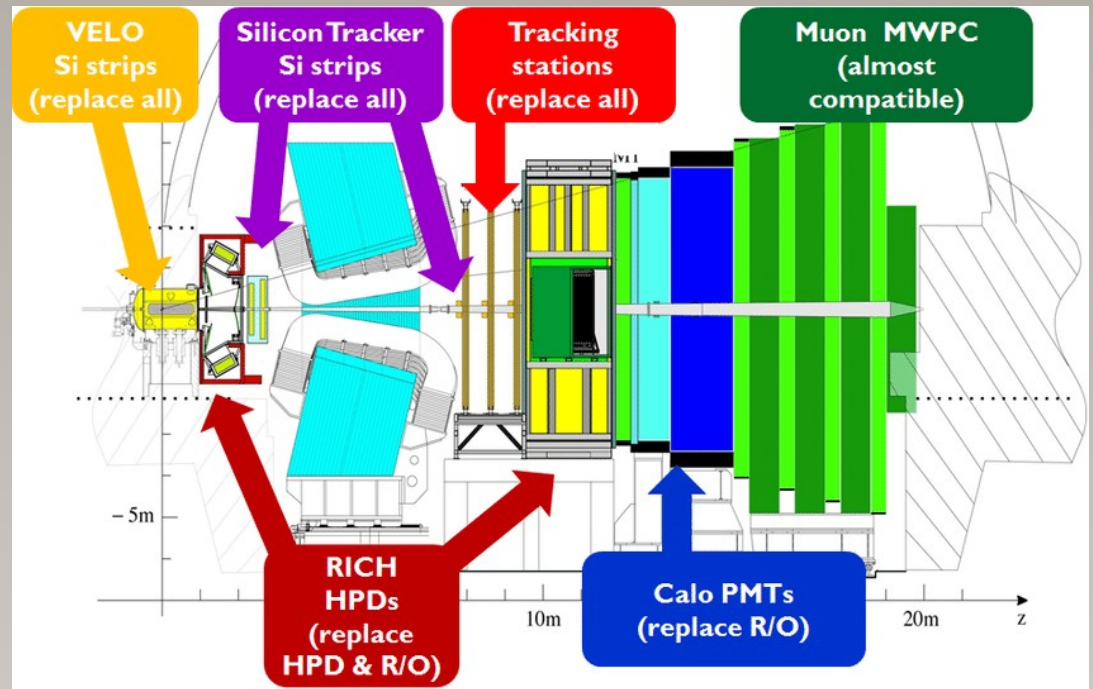 VELO
Si strips
(replace all)
Silicon Tracker
Si strips
(replace all)
Tracking
stations
(replace all)
Muon MWPC
(almost
compatible)
– 5m
RICH
HPDs
(replace
HPD & R/O)
Calo PMTs
(replace R/O)
10m
20m
z